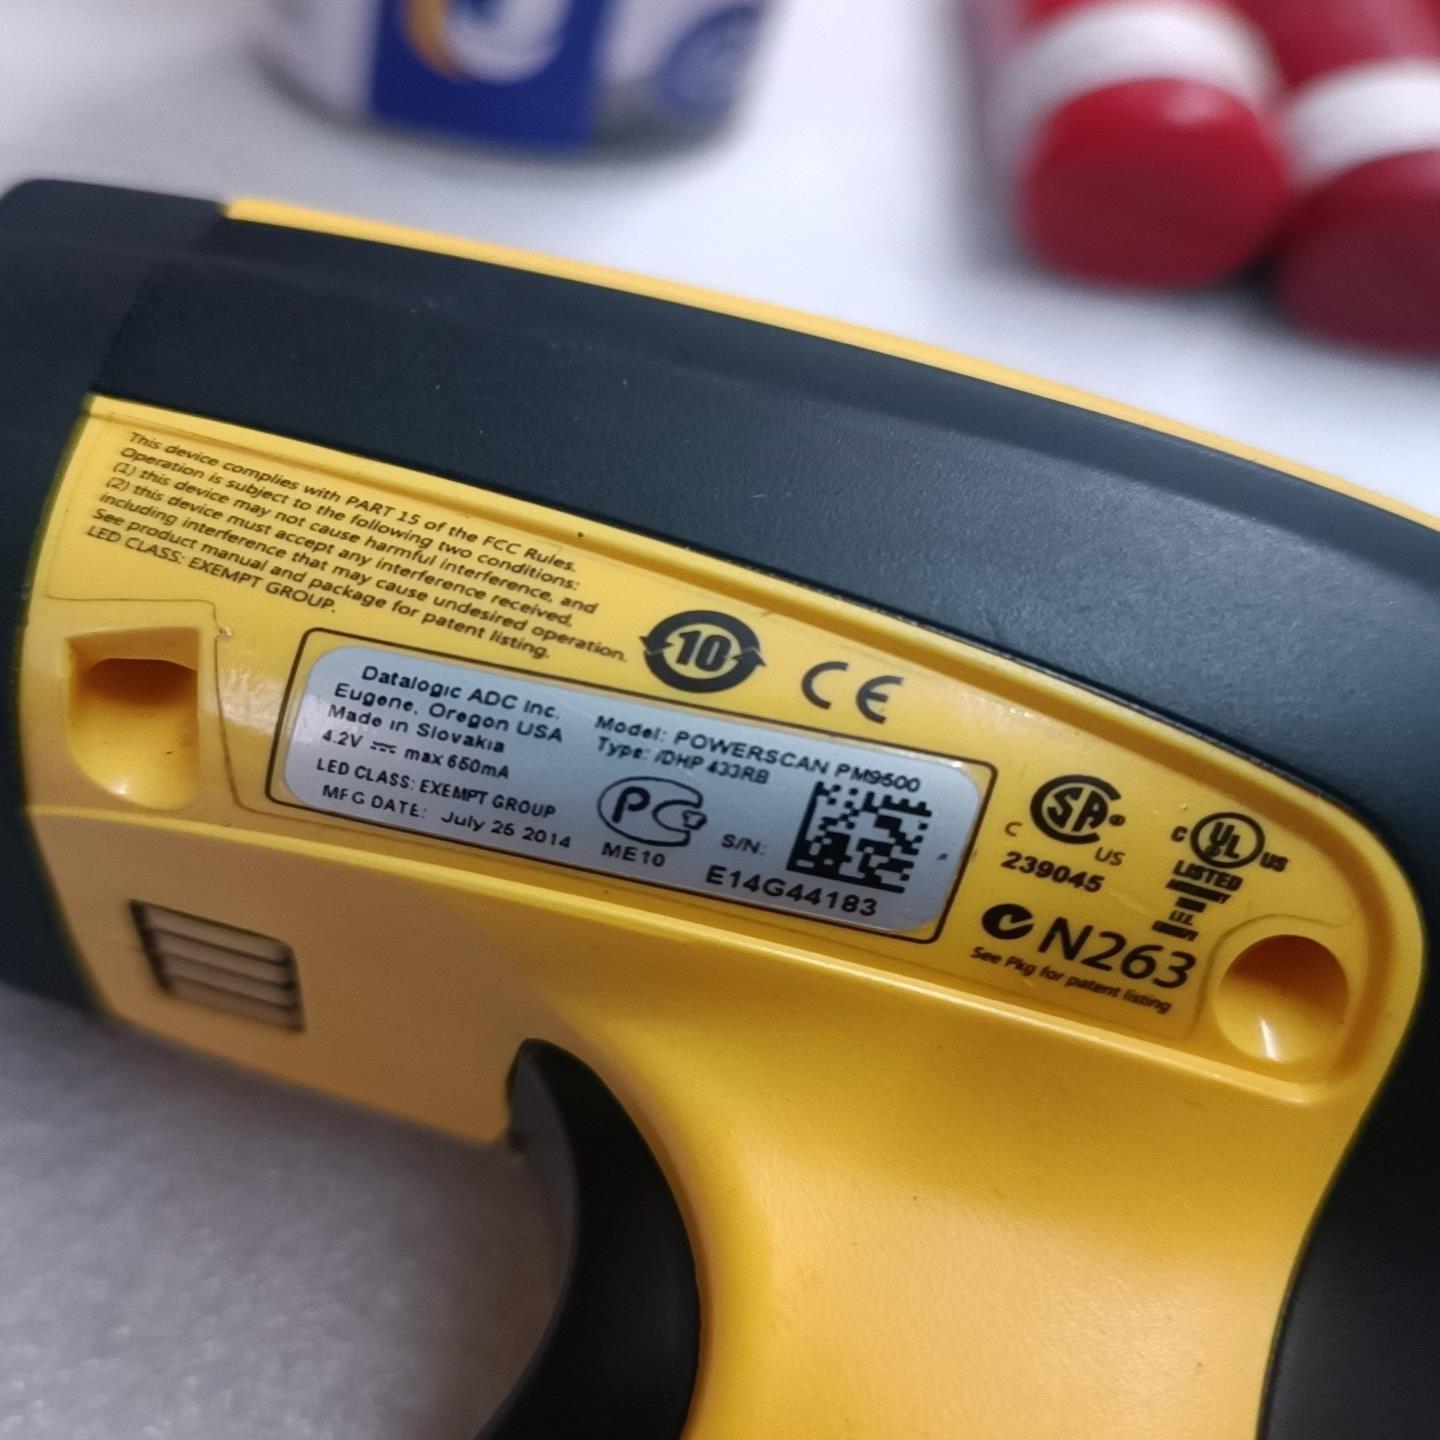 This device complies with PART 15 of the FCC Rules.
Operation is subject to the following two conditions:
(1) this device may not cause harmful interference, and
(2) this device must accept any interference received,
including interference that may cause undesired operation.
See product manual and package for patent listing.
LED CLASS: EXEMPT GROUP.
10
CE
Datalogic ADC Inc.
Eugene, Oregon USA
Made in Slovakia
4.2V max 650mA
LED CLASS: EXEMPT GROUP
MFG DATE: July 25 2014
Model: POWERSCAN PM9500
Type: /DHP 433RB
PG
ME10
S/N:
E14G44183
C SA ® US
239045
C UL US
LISTED
I.T.E.
N263
See Pkg for patent listing